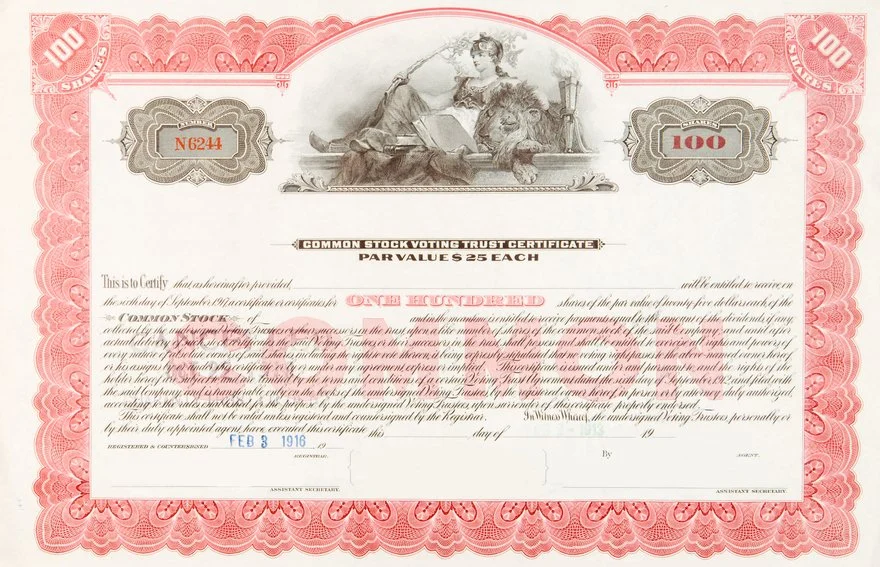 100
SHARES
100
SHARES
NUMBER
N6244
SHARES
100
COMMON STOCK VOTING TRUST CERTIFICATE
PAR VALUE $ 25 EACH
This is to Certify that, as hereinafter provided, will be entitled to receive on
the sixth day of September 1917 a certificate or certificates for ONE HUNDRED shares of the par value of twenty-five dollars each, of the
COMMON STOCK of and in the meantime is entitled to receive payments equal to the amount of the dividends, if any
collected by the undersigned Voting Trustees or their successors in the trust, upon a like number of shares of the common stock of the said Company, and until after
actual delivery of such the Voting Trustees or their successors in the trust, shall possess and shall be entitled to exercise all rights and powers of
every nature of absolute owner of such shares, including the right to vote thereon, it being expressly stipulated that no voting right passes to the above named owner hereof
or his assigns under this certificate or under any agreement, express or implied. This certificate is issued under and pursuant to and the rights of the
holder hereof are subject to and are limited by the terms and conditions of a certain Voting Trust Agreement dated the sixth day of September 1912 and filed with
the said Company, and is transferable only on the books of the undersigned Voting Trustees by the registered owner hereof, in person or by attorney duly authorized,
according to the rules established for the purpose by the undersigned Voting Trustees, upon surrender of this certificate properly endorsed.
This certificate shall not be valid unless registered and countersigned by the Registrar. In Witness Whereof, the undersigned Voting Trustees, personally or
by their duly appointed agent, have executed this certificate this day of 19
COMMON
REGISTERED & COUNTERSIGNED FEB 3 1916 19
REGISTRAR.
By
AGENT.
ASSISTANT SECRETARY.
ASSISTANT SECRETARY.